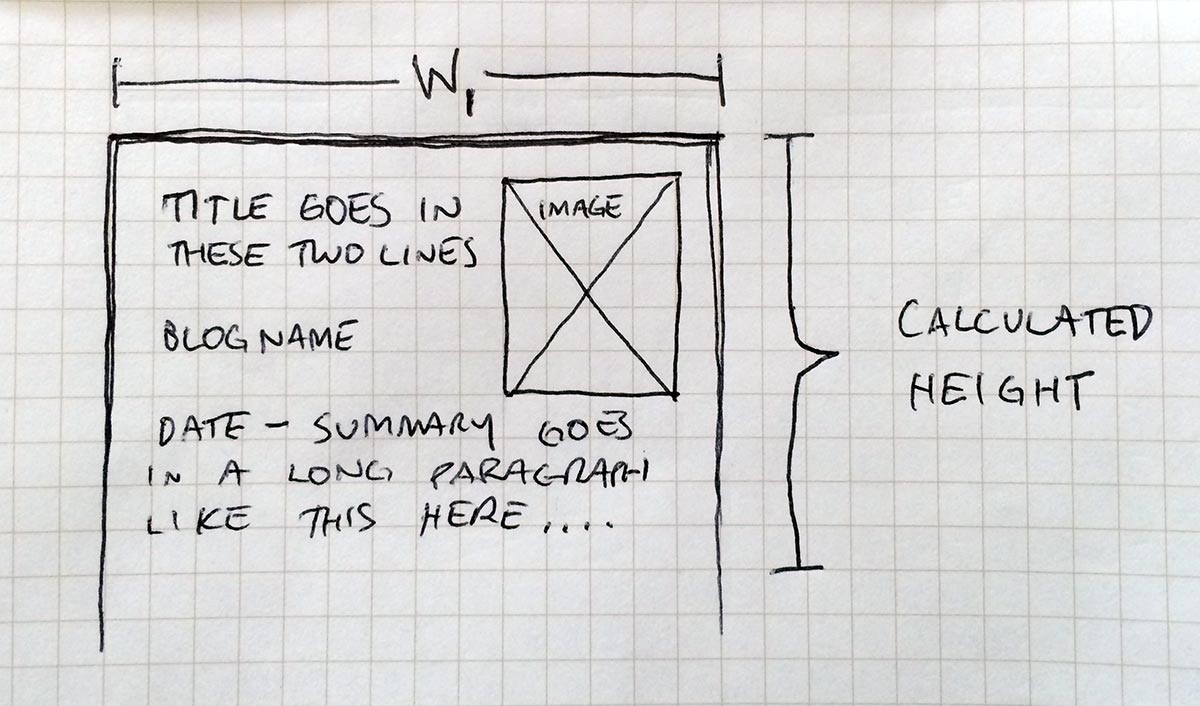 W1
TITLE GOES IN
THESE TWO LINES
IMAGE
BLOG NAME
DATE – SUMMARY GOES
IN A LONG PARAGRAPH
LIKE THIS HERE....
CALCULATED
HEIGHT